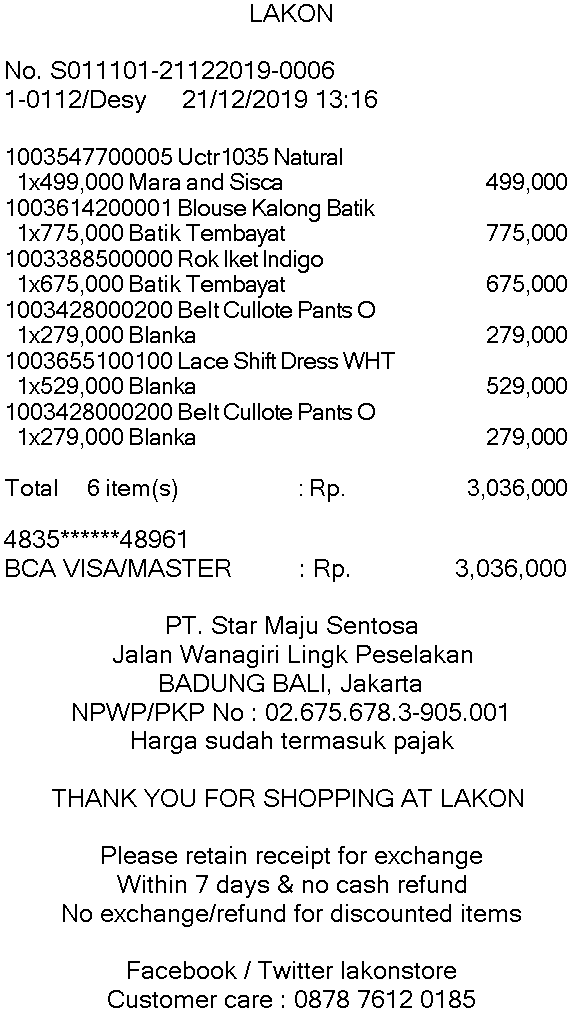 LAKON
No. S011101-21122019-0006
1-0112/Desy 21/12/2019 13:16
1003547700005 Uctr1035 Natural
1x499,000 Mara and Sisca 499,000
1003614200001 Blouse Kalong Batik
1x775,000 Batik Tembayat 775,000
1003388500000 Rok Iket Indigo
1x675,000 Batik Tembayat 675,000
1003428000200 Belt Cullote Pants O
1x279,000 Blanka 279,000
1003655100100 Lace Shift Dress WHT
1x529,000 Blanka 529,000
1003428000200 Belt Cullote Pants O
1x279,000 Blanka 279,000
Total 6 item(s) : Rp. 3,036,000
4835******48961
BCA VISA/MASTER : Rp. 3,036,000
PT. Star Maju Sentosa
Jalan Wanagiri Lingk Peselakan
BADUNG BALI, Jakarta
NPWP/PKP No : 02.675.678.3-905.001
Harga sudah termasuk pajak
THANK YOU FOR SHOPPING AT LAKON
Please retain receipt for exchange
Within 7 days & no cash refund
No exchange/refund for discounted items
Facebook / Twitter lakonstore
Customer care : 0878 7612 0185